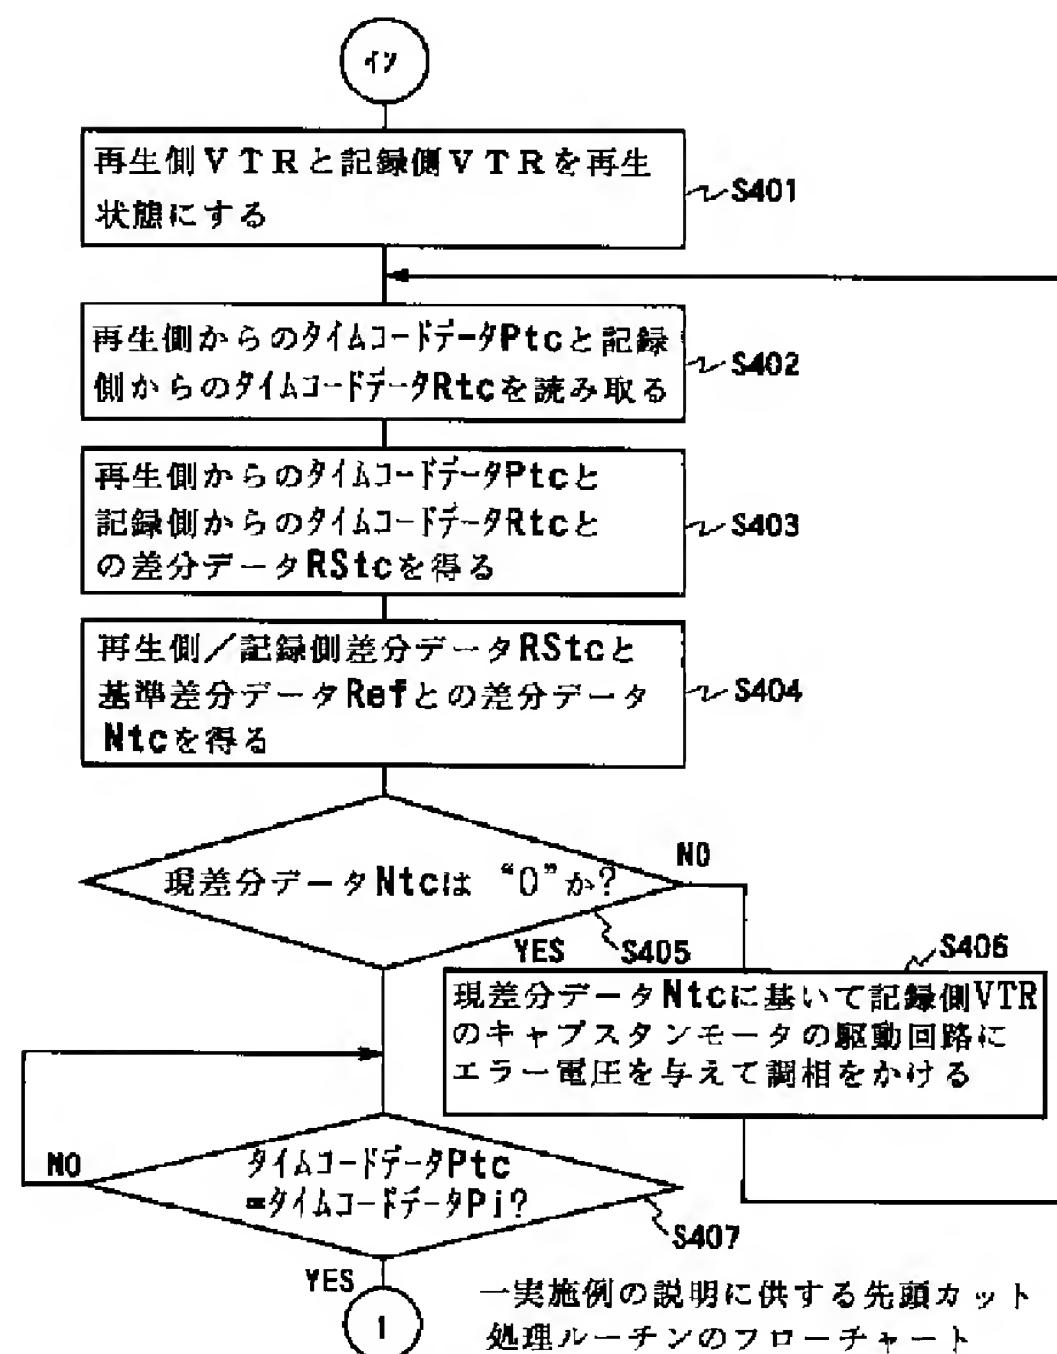 イン
再生側VTRと記録側VTRを再生
状態にする
S401
再生側からのタイムコードデータPtcと記録
側からのタイムコードデータRtcを読み取る
S402
再生側からのタイムコードデータPtcと
記録側からのタイムコードデータRtcと
の差分データRStcを得る
S403
再生側/記録側差分データRStcと
基準差分データRefとの差分データ
Ntcを得る
S404
現差分データNtcは“0”か?
NO
YES
S405
S406
現差分データNtcに基いて記録側VTR
のキャプスタンモータの駆動回路に
エラー電圧を与えて調相をかける
NO
タイムコードデータPtc
=タイムコードデータPi?
S407
YES
1
一実施例の説明に供する先頭カット
処理ルーチンのフローチャート